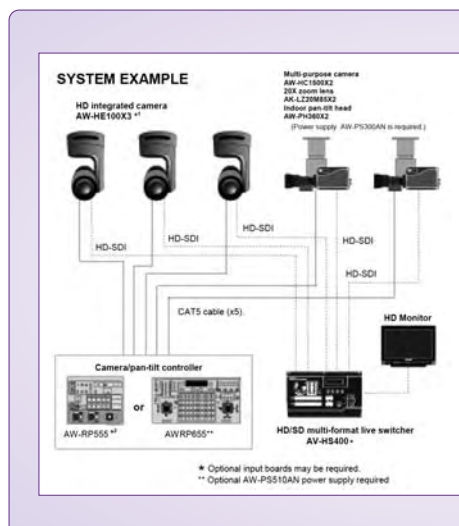 SYSTEM EXAMPLE
HD integrated camera
AW-HE100X3 *¹
Multi-purpose camera
AW-HC1500X2
20X zoom lens
AK-LZ20M85X2
Indoor pan-tilt head
AW-PH360X2
(Power supply AW-PS300AN is required.)
HD-SDI
HD-SDI
HD-SDI
HD-SDI
HD-SDI
CAT5 cable (x5).
HD Monitor
Camera/pan-tilt controller
or
AW-RP555 *²
AWRP655**
HD/SD multi-format live switcher
AV-HS400*
* Optional input boards may be required.
** Optional AW-PS510AN power supply required